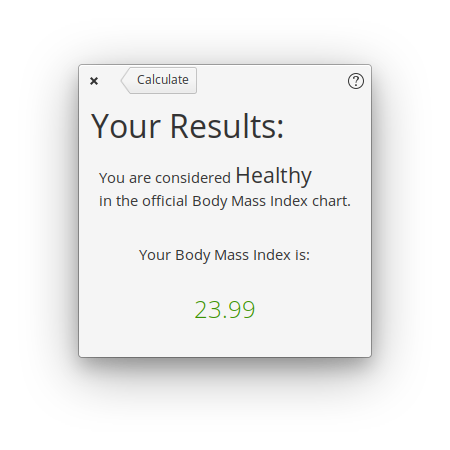 Calculate
Your Results:
You are considered Healthy
in the official Body Mass Index chart.
Your Body Mass Index is:
23.99